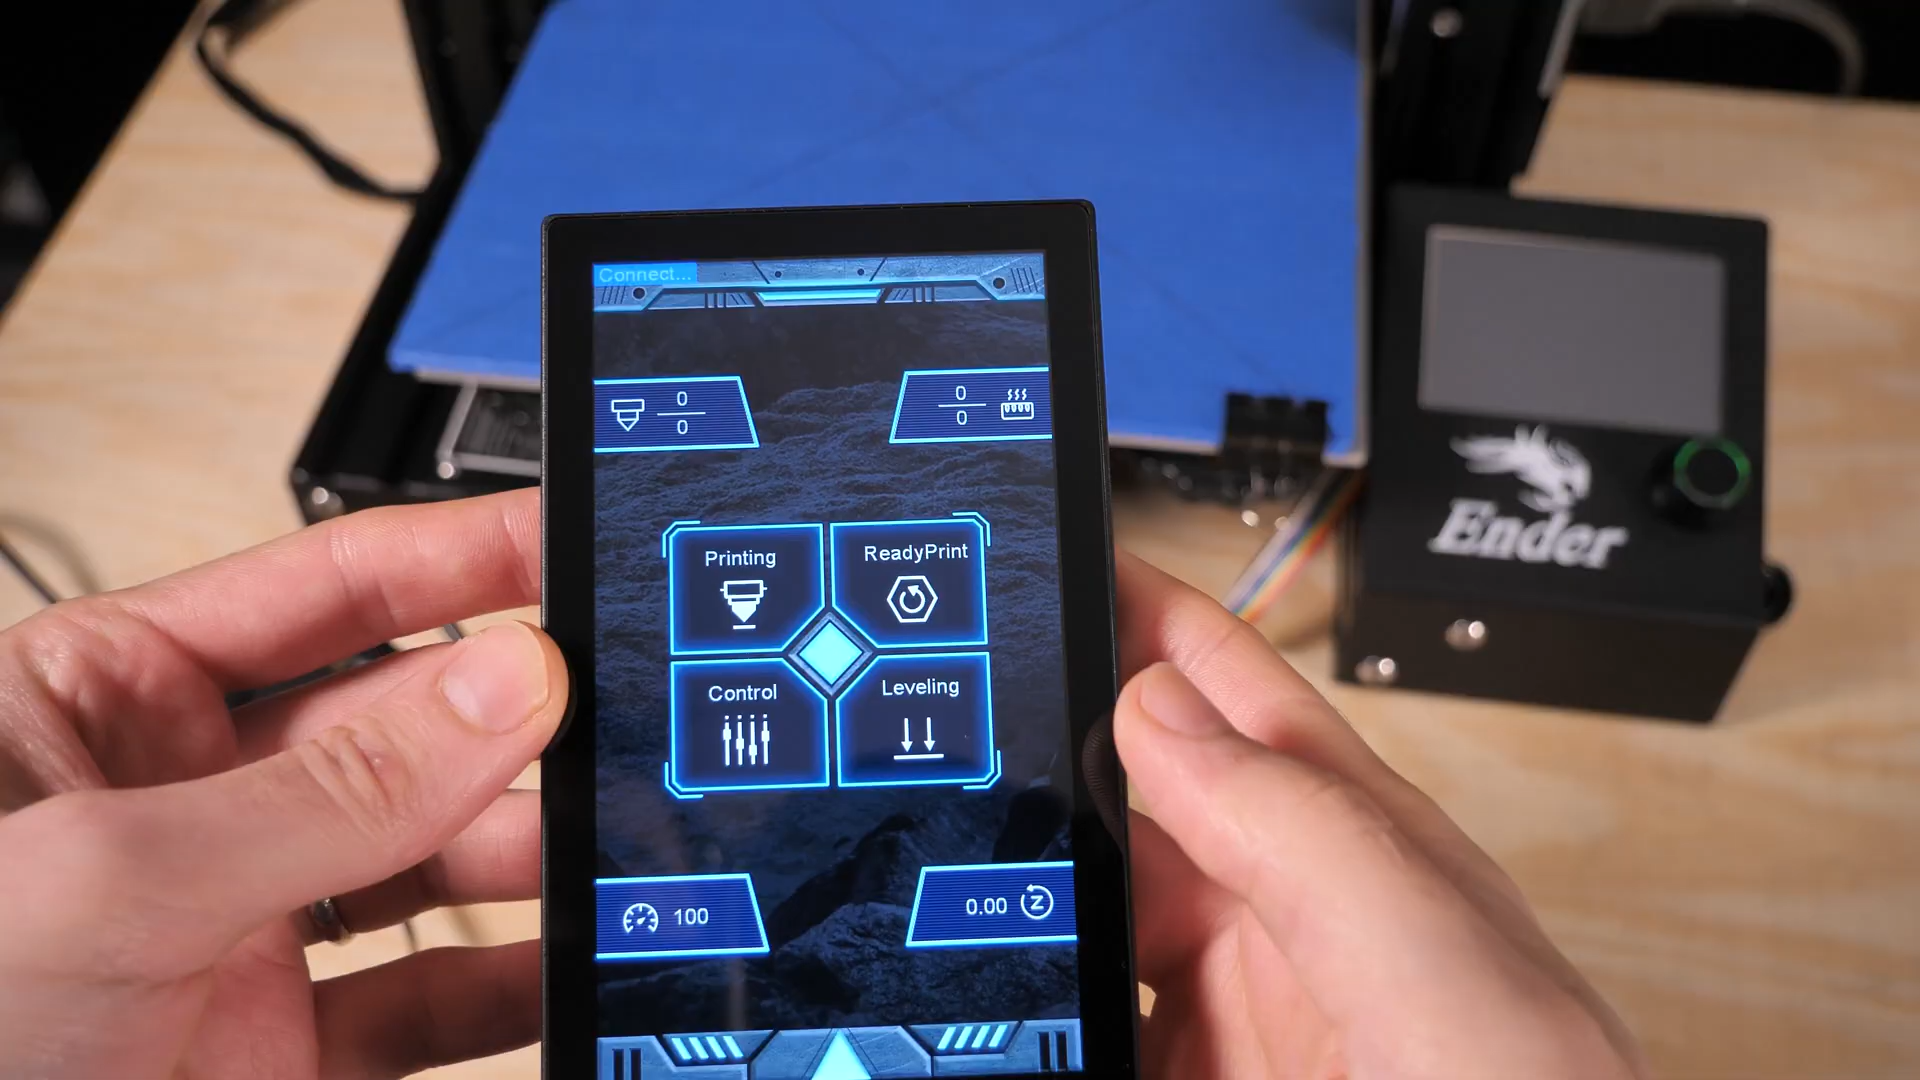 Connect...
0
0
0
0
Printing
ReadyPrint
Control
Leveling
100
0.00
Z
Ender